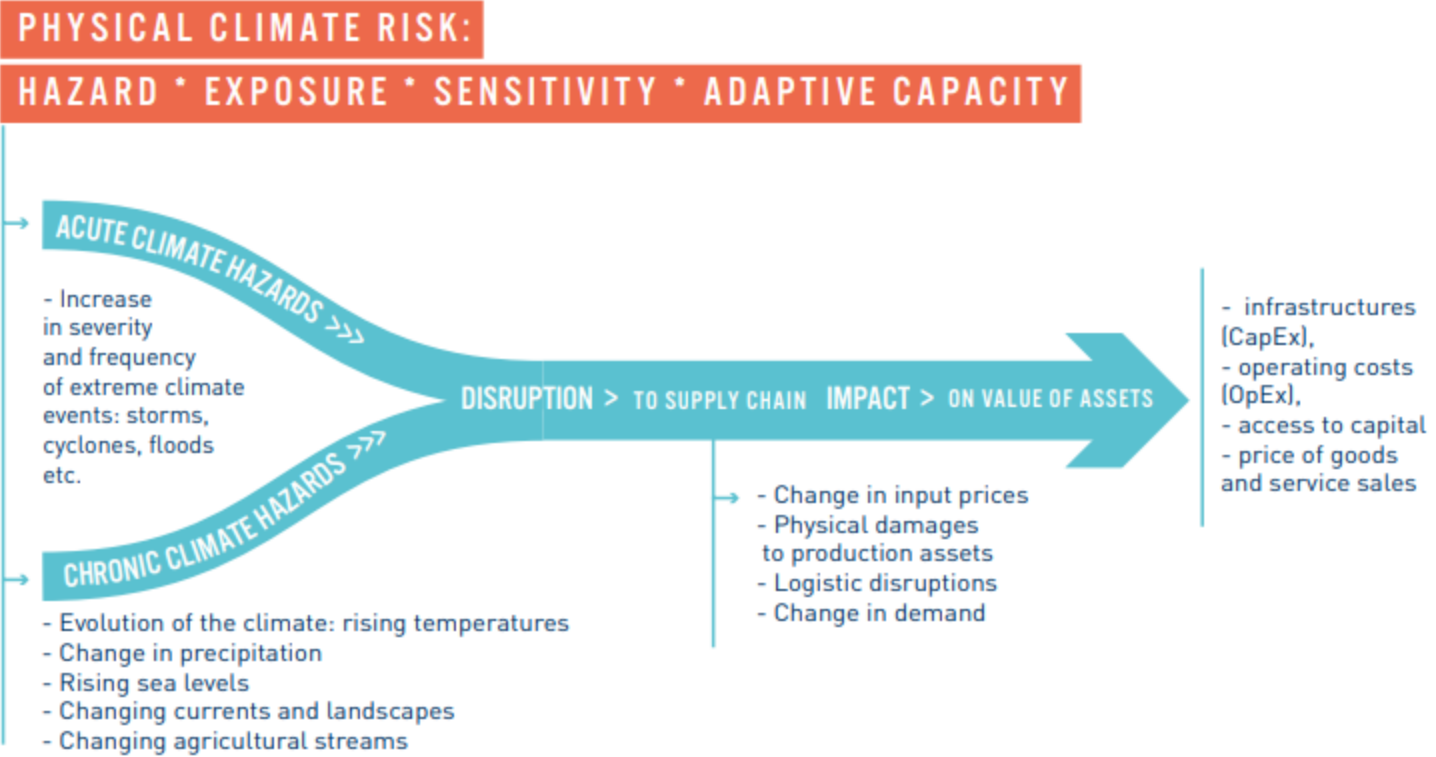 PHYSICAL CLIMATE RISK:
HAZARD * EXPOSURE * SENSITIVITY * ADAPTIVE CAPACITY
ACUTE CLIMATE HAZARDS >>>
- Increase
in severity
and frequency
of extreme climate
events: storms,
cyclones, floods
etc.
CHRONIC CLIMATE HAZARDS >>>
- Evolution of the climate: rising temperatures
- Change in precipitation
- Rising sea levels
- Changing currents and landscapes
- Changing agricultural streams
DISRUPTION > TO SUPPLY CHAIN IMPACT > ON VALUE OF ASSETS
- Change in input prices
- Physical damages
to production assets
- Logistic disruptions
- Change in demand
- infrastructures
(CapEx),
- operating costs
(OpEx),
- access to capital
- price of goods
and service sales